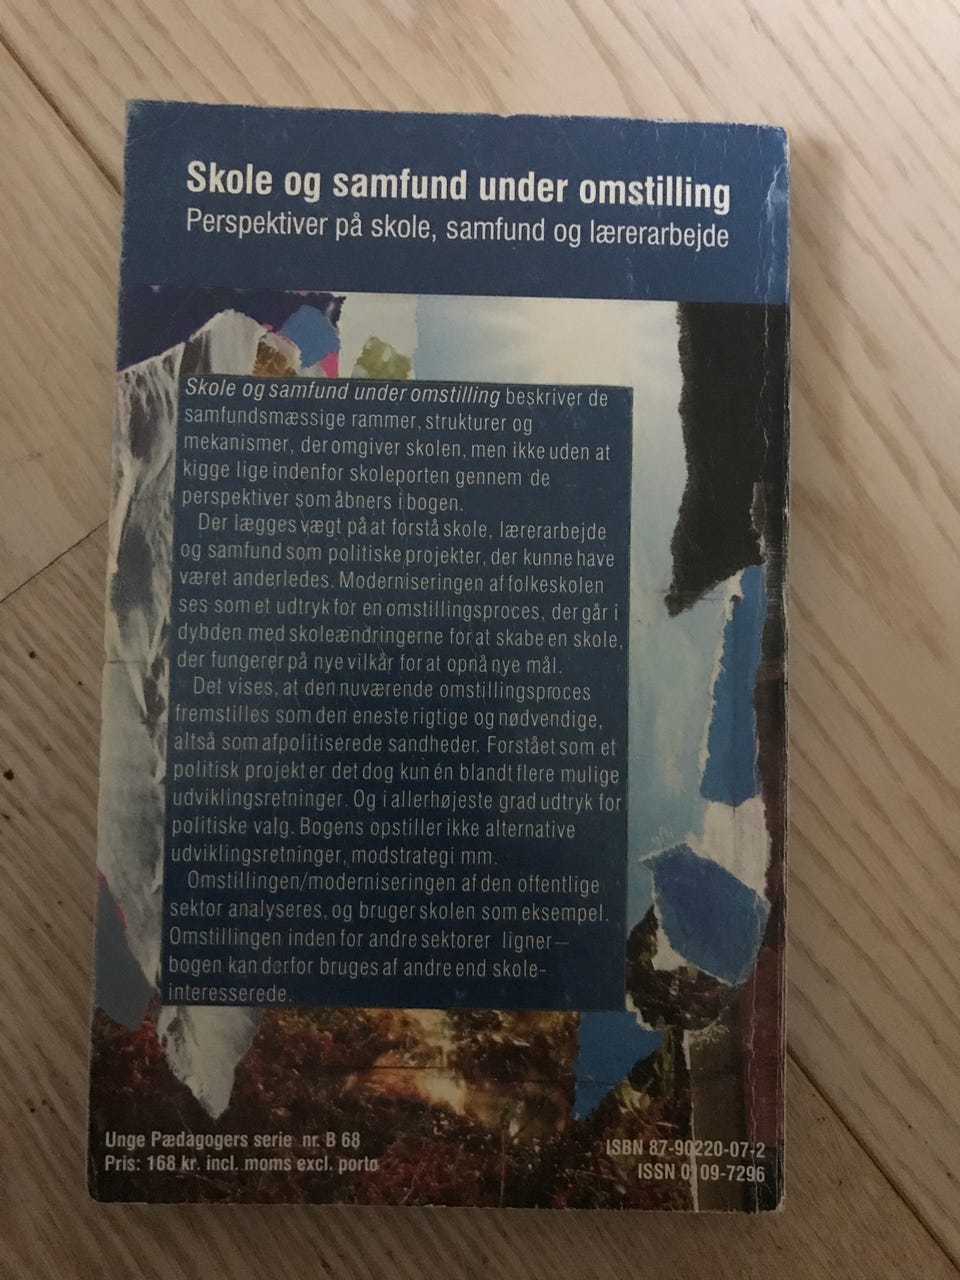 Skole og samfund under omstilling
Perspektiver på skole, samfund og lærerarbejde
Skole og samfund under omstilling beskriver de
samfundsmæssige rammer, strukturer og
mekanismer, der omgiver skolen, men ikke uden at
kigge lige indenfor skoleporten gennem de
perspektiver som åbners i bogen.
Der lægges vægt på at forstå skole, lærerarbejde
og samfund som politiske projekter, der kunne have
været anderledes. Moderniseringen af folkeskolen
ses som et udtryk for en omstillingsproces, der går i
dybden med skoleændringerne for at skabe en skole,
der fungerer på nye vilkår for at opnå nye mål.
Det vises, at den nuværende omstillingsproces
fremstilles som den eneste rigtige og nødvendige,
altså som afpolitiserede sandheder. Forstået som et
politisk projekt er det dog kun én blandt flere mulige
udviklingsretninger. Og i allerhøjeste grad udtryk for
politiske valg. Bogens opstiller ikke alternative
udviklingsretninger, modstrategi mm.
Omstillingen/moderniseringen af den offentlige
sektor analyseres, og bruger skolen som eksempel.
Omstillingen inden for andre sektorer ligner—
bogen kan derfor bruges af andre end skole-
interesserede.
Unge Pædagogers serie nr. B 68
Pris: 168 kr. incl. moms excl. porto
ISBN 87-90220-07-2
ISSN 0109-7296